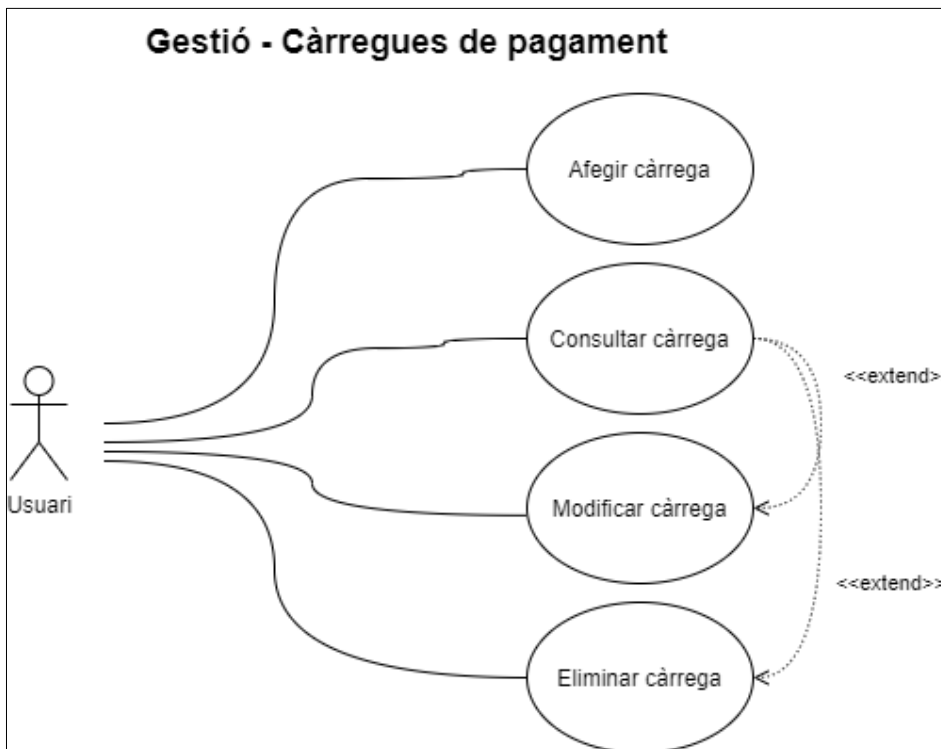 Gestió - Càrregues de pagament
Afegir càrrega
Consultar càrrega
<<extend>
Modificar càrrega
Usuari
<<extend>>
Eliminar càrrega